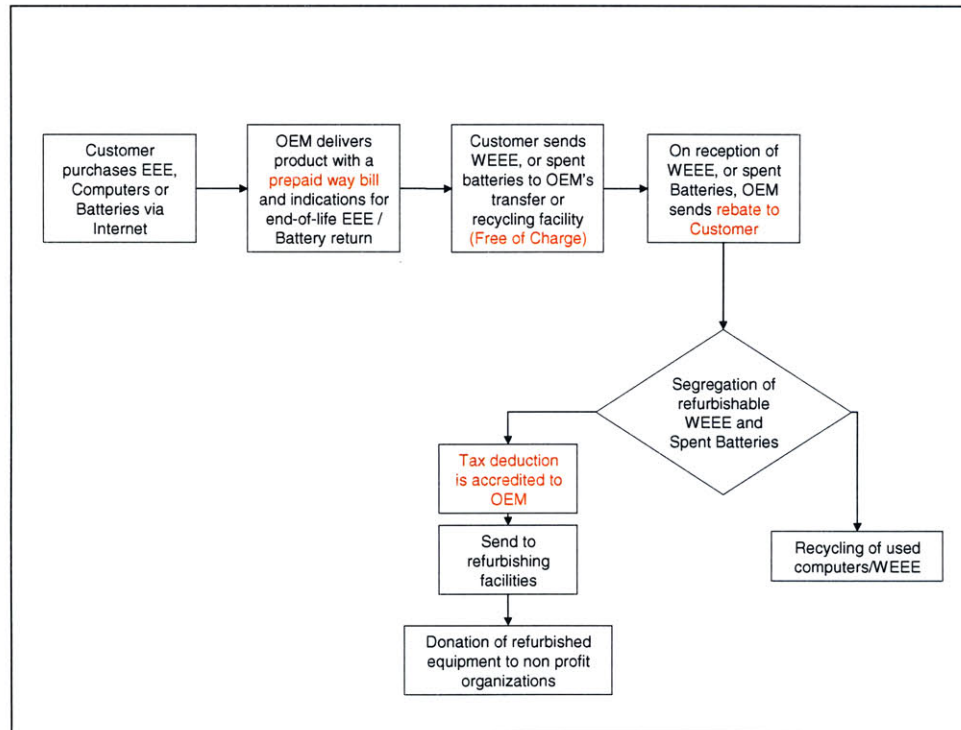 Customer
purchases EEE,
Computers or
Batteries via
Internet
OEM delivers
product with a
prepaid way bill
and indications for
end-of-life EEE /
Battery return
Customer sends
WEEE, or spent
batteries to OEM's
transfer or
recycling facility
(Free of Charge)
On reception of
WEEE, or spent
Batteries, OEM
sends rebate to
Customer
Segregation of
refurbishable
WEEE and
Spent Batteries
Tax deduction
is accredited to
OEM
Send to
refurbishing
facilities
Donation of refurbished
equipment to non profit
organizations
Recycling of used
computers/WEEE